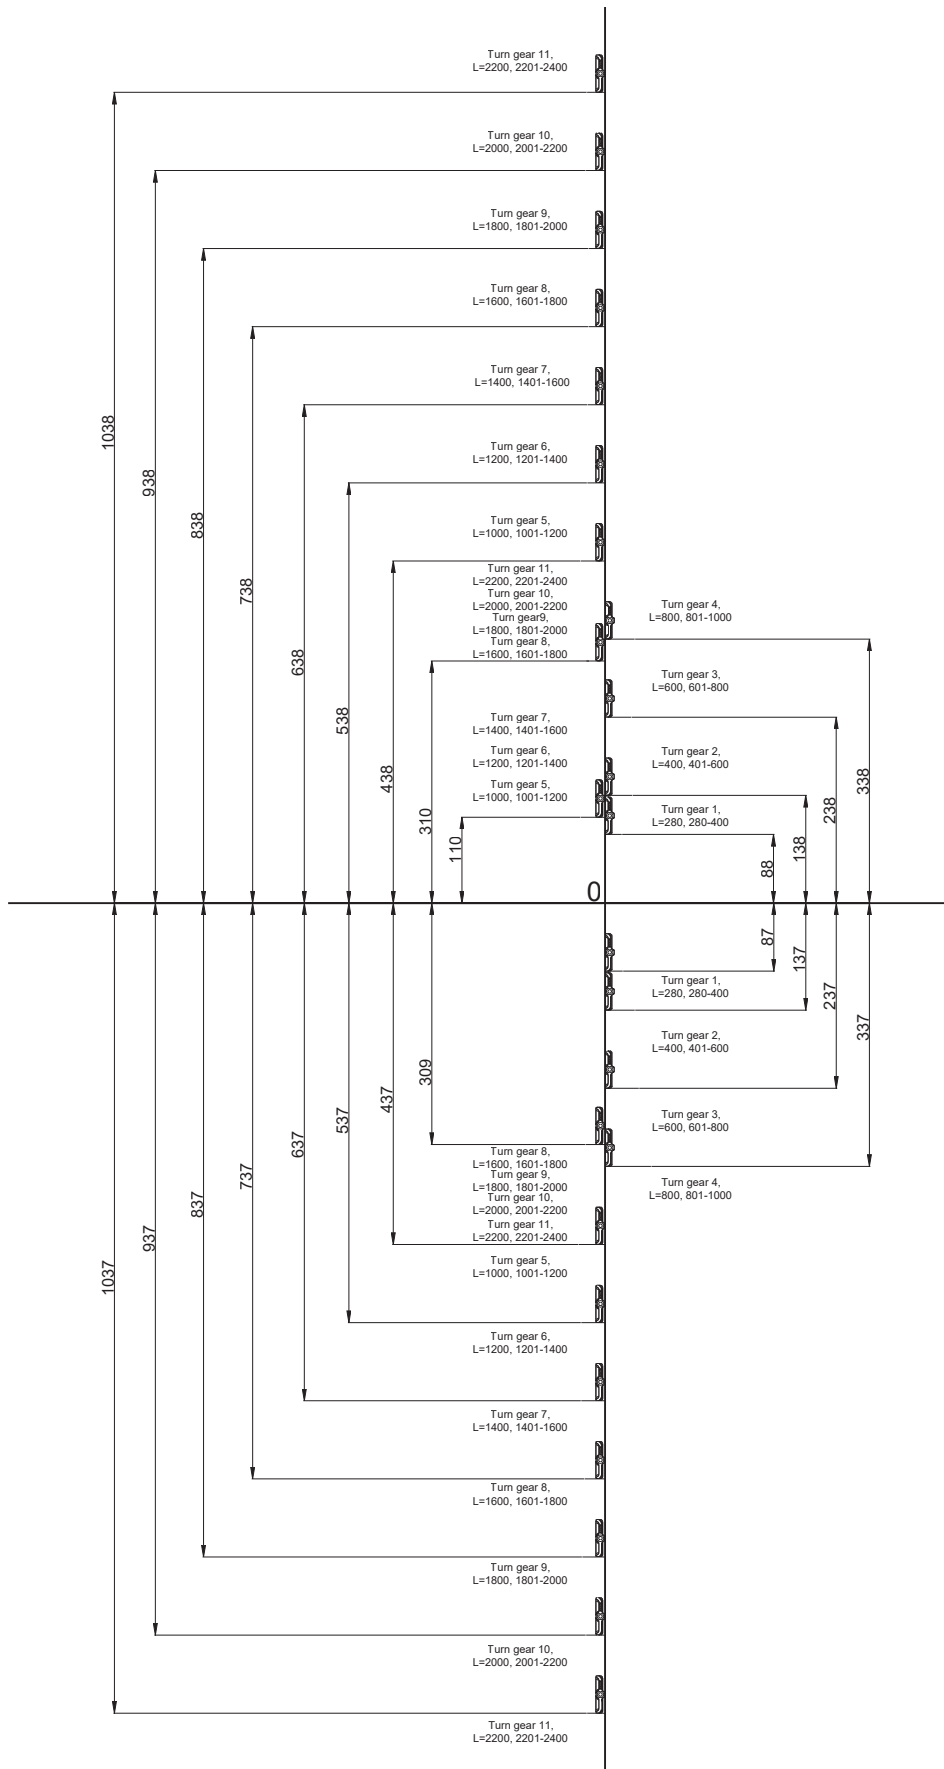 Turn gear 11,
L=2200, 2201-2400
Turn gear 10,
L=2000, 2001-2200
Turn gear 9,
L=1800, 1801-2000
Turn gear 8,
L=1600, 1601-1800
Turn gear 7,
L=1400, 1401-1600
1038
Turn gear 6,
L=1200, 1201-1400
938
838
Turn gear 5,
L=1000, 1001-1200
738
Turn gear 11,
L=2200, 2201-2400
Turn gear 10,
L=2000, 2001-2200
Turn gear9,
L=1800, 1801-2000
Turn gear 8,
L=1600, 1601-1800
Turn gear 4,
L=800, 801-1000
638
Turn gear 3,
L=600, 601-800
538
Turn gear 7,
L=1400, 1401-1600
Turn gear 6,
L=1200, 1201-1400
Turn gear 2,
L=400, 401-600
438
338
Turn gear 5,
L=1000, 1001-1200
Turn gear 1,
L=280, 280-400
310
238
110
138
88
0
87
137
237
337
Turn gear 1,
L=280, 280-400
Turn gear 2,
L=400, 401-600
309
437
537
637
Turn gear 3,
L=600, 601-800
737
Turn gear 8,
L=1600, 1601-1800
Turn gear 9,
L=1800, 1801-2000
Turn gear 10,
L=2000, 2001-2200
Turn gear 11,
L=2200, 2201-2400
Turn gear 4,
L=800, 801-1000
837
937
1037
Turn gear 5,
L=1000, 1001-1200
Turn gear 6,
L=1200, 1201-1400
Turn gear 7,
L=1400, 1401-1600
Turn gear 8,
L=1600, 1601-1800
Turn gear 9,
L=1800, 1801-2000
Turn gear 10,
L=2000, 2001-2200
Turn gear 11,
L=2200, 2201-2400